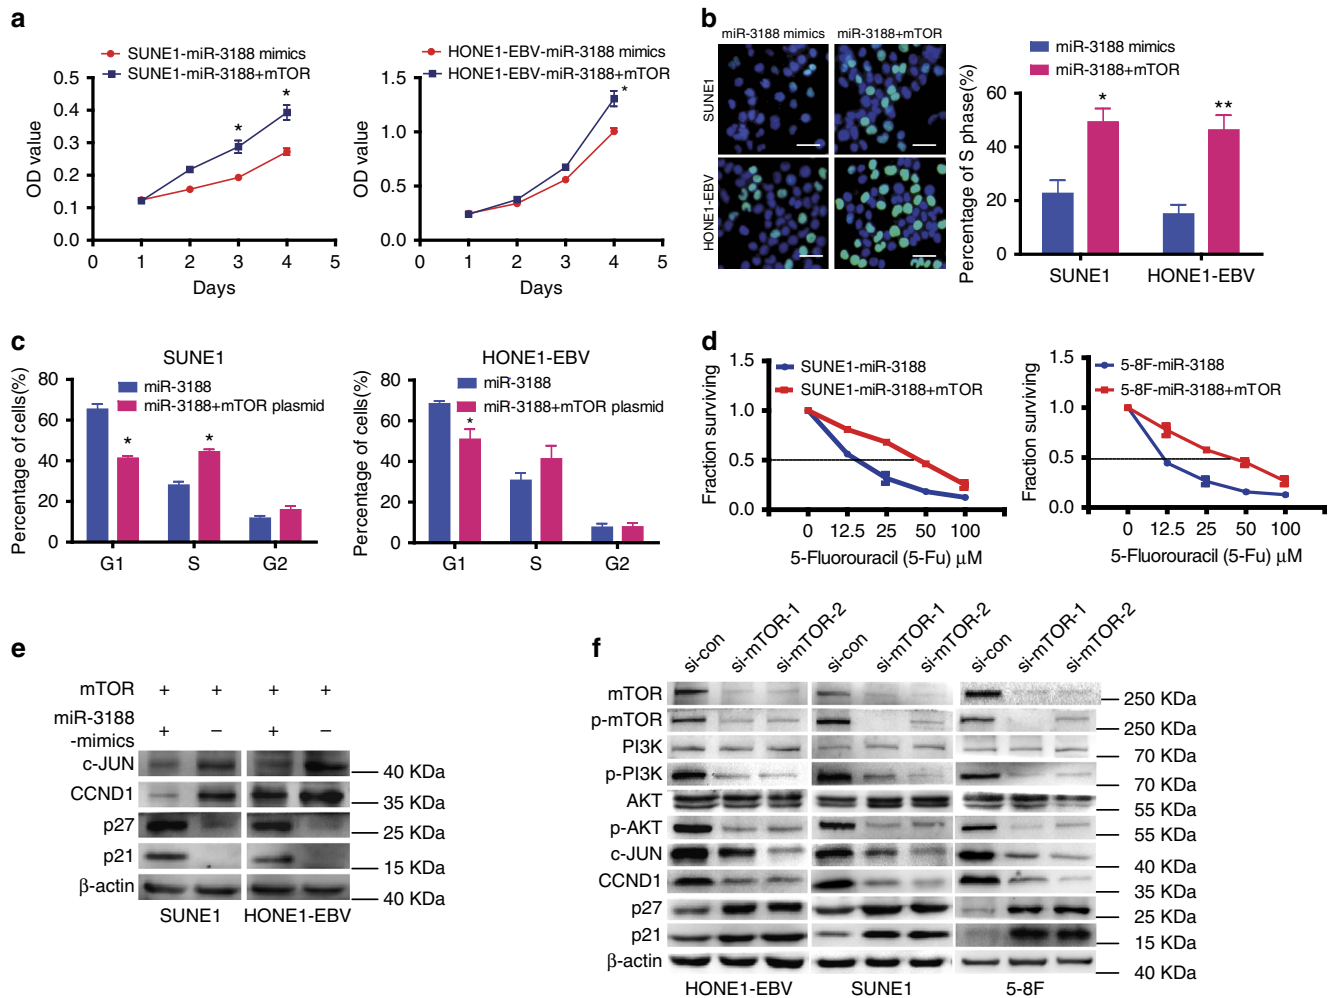 a
SUNE1-miR-3188 mimics
SUNE1-miR-3188+mTOR
OD value
0.5
0.4
0.3
0.2
0.1
0.0
0 1 2 3 4 5
Days
* *
HONE1-EBV-miR-3188 mimics
HONE1-EBV-miR-3188+mTOR
OD value
1.5
1.0
0.5
0.0
0 1 2 3 4 5
Days
*
b
miR-3188 mimics miR-3188+mTOR
SUNE1
HONE1-EBV
miR-3188 mimics
miR-3188+mTOR
Percentage of S phase(%)
60
40
20
0
* **
SUNE1 HONE1-EBV
c
SUNE1
miR-3188
miR-3188+mTOR plasmid
Percentage of cells(%)
80
60
40
20
0
* *
G1 S G2
HONE1-EBV
miR-3188
miR-3188+mTOR plasmid
Percentage of cells(%)
80
60
40
20
0
*
G1 S G2
d
SUNE1-miR-3188
SUNE1-miR-3188+mTOR
Fraction surviving
1.5
1.0
0.5
0.0
0 12.5 25 50 100
5-Fluorouracil (5-Fu) μM
5-8F-miR-3188
5-8F-miR-3188+mTOR
Fraction surviving
1.5
1.0
0.5
0.0
0 12.5 25 50 100
5-Fluorouracil (5-Fu) μM
e
mTOR + + + +
miR-3188
-mimics + – + –
c-JUN 40 KDa
CCND1 35 KDa
p27 25 KDa
p21 15 KDa
β-actin 40 KDa
SUNE1 HONE1-EBV
f
si-con si-mTOR-1 si-mTOR-2 si-con si-mTOR-1 si-mTOR-2 si-con si-mTOR-1 si-mTOR-2
mTOR 250 KDa
p-mTOR 250 KDa
PI3K 70 KDa
p-PI3K 70 KDa
AKT 55 KDa
p-AKT 55 KDa
c-JUN 40 KDa
CCND1 35 KDa
p27 25 KDa
p21 15 KDa
β-actin 40 KDa
HONE1-EBV SUNE1 5-8F